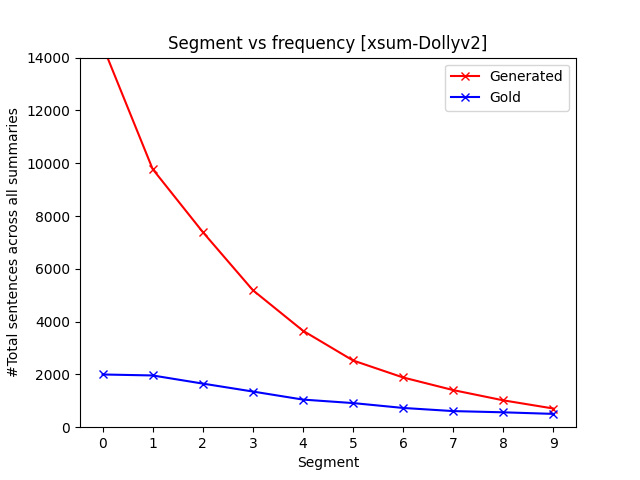 Segment vs frequency [xsum-Dollyv2]
Generated
Gold
#Total sentences across all summaries
14000
12000
10000
8000
6000
4000
2000
0
0 1 2 3 4 5 6 7 8 9
Segment